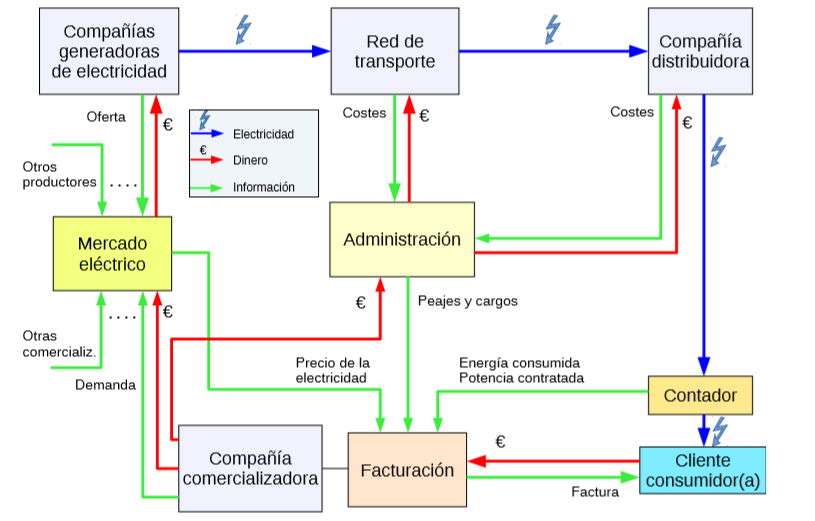 Compañías
generadoras
de electricidad
Red de
transporte
Compañía
distribuidora
Oferta
€
Costes
€
Costes
€
€
Electricidad
Dinero
Información
Otros
productores
....
Mercado
eléctrico
Administración
€
€
Peajes y cargos
....
Otras
comercializ.
Demanda
Precio de la
electricidad
Energía consumida
Potencia contratada
Contador
Compañía
comercializadora
Facturación
€
Cliente
consumidor(a)
Factura